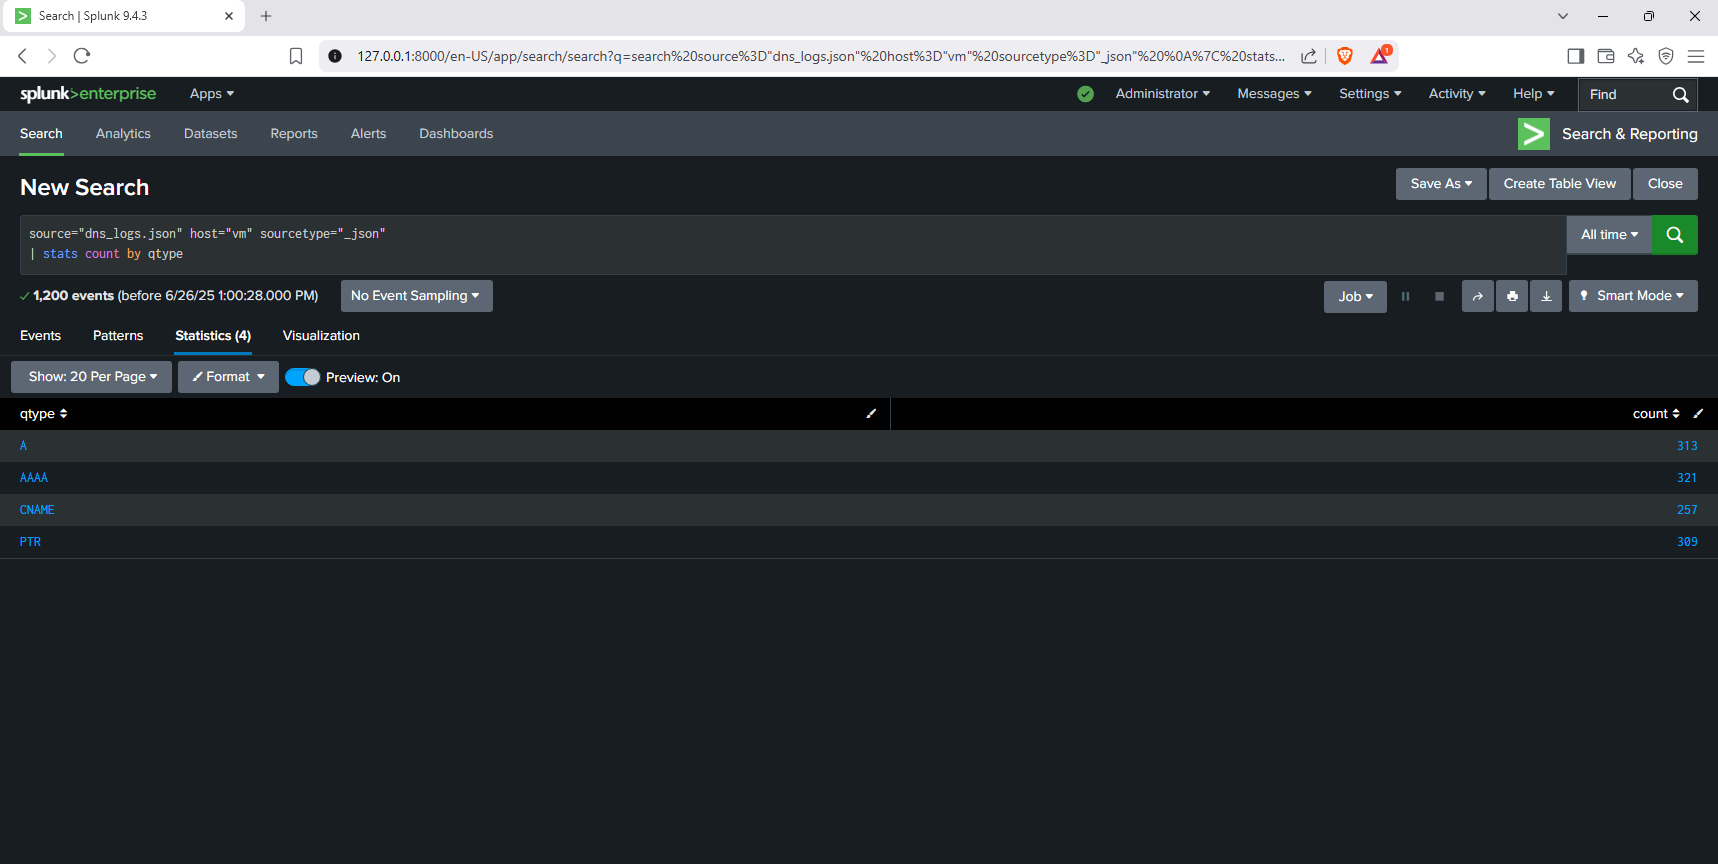 Search | Splunk 9.4.3
127.0.0.1:8000/en-US/app/search/search?q=search%20source%3D"dns_logs.json"%20host%3D"vm"%20sourcetype%3D"_json"%20%0A%7C%20stats...
1
splunk>enterprise Apps Administrator Messages Settings Activity Help Find
Search Analytics Datasets Reports Alerts Dashboards Search & Reporting
New Search Save As Create Table View Close
source="dns_logs.json" host="vm" sourcetype="_json" All time
| stats count by qtype
1,200 events (before 6/26/25 1:00:28.000 PM) No Event Sampling Job Smart Mode
Events Patterns Statistics (4) Visualization
Show: 20 Per Page Format Preview: On
qtype count
A 313
AAAA 321
CNAME 257
PTR 309